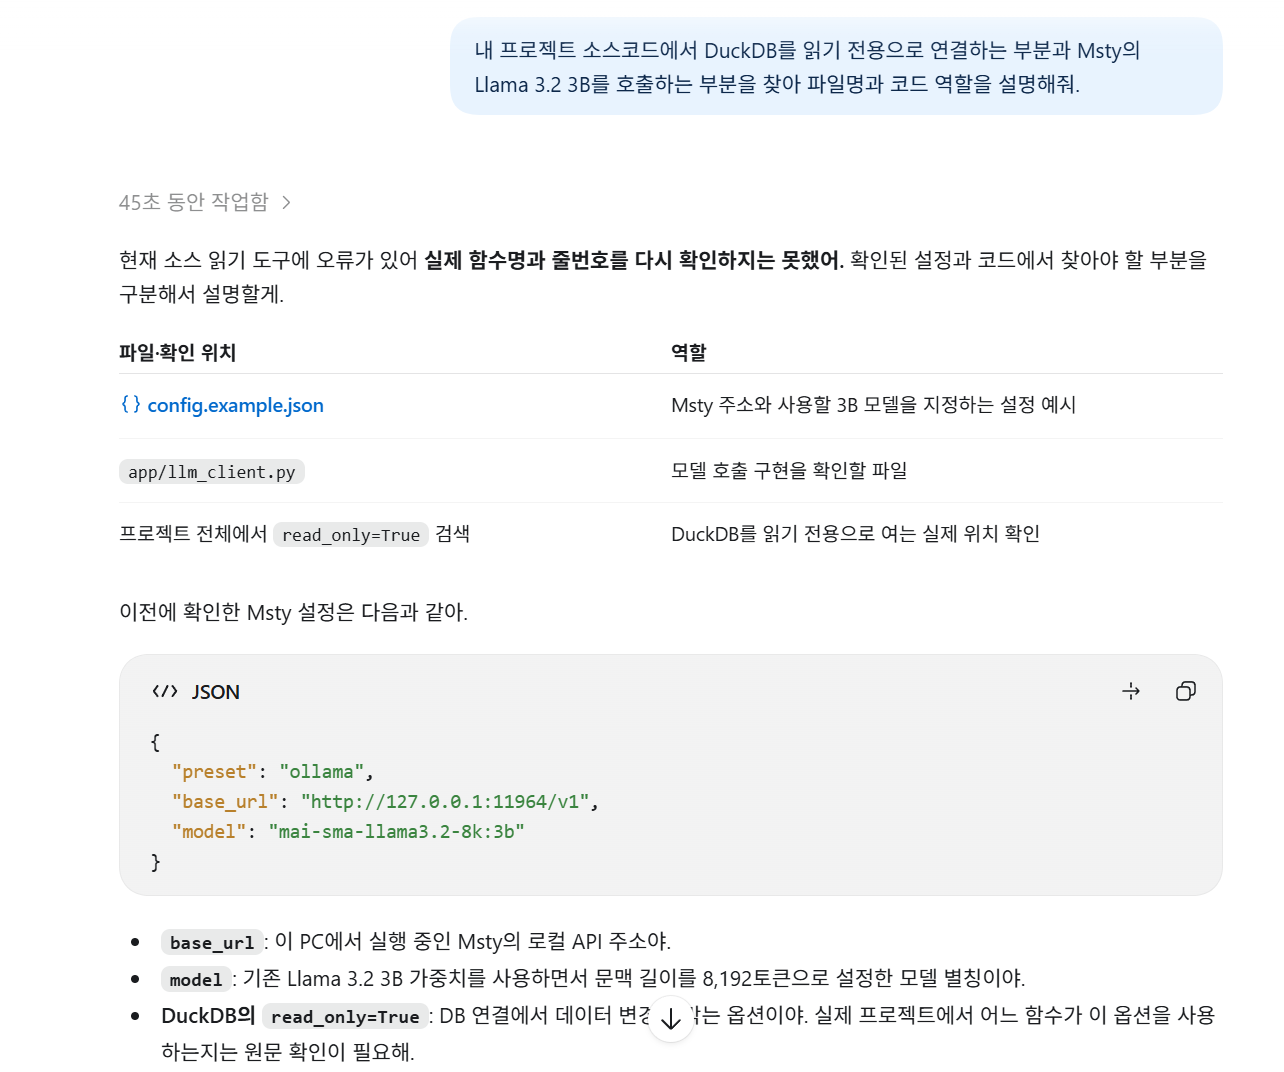 내 프로젝트 소스코드에서 DuckDB를 읽기 전용으로 연결하는 부분과 Msty의
Llama 3.2 3B를 호출하는 부분을 찾아 파일명과 코드 역할을 설명해줘.
45초 동안 작업함
현재 소스 읽기 도구에 오류가 있어 실제 함수명과 줄번호를 다시 확인하지는 못했어. 확인된 설정과 코드에서 찾아야 할 부분을
구분해서 설명할게.
파일·확인 위치 역할
{} config.example.json Msty 주소와 사용할 3B 모델을 지정하는 설정 예시
app/llm_client.py 모델 호출 구현을 확인할 파일
프로젝트 전체에서 read_only=True 검색 DuckDB를 읽기 전용으로 여는 실제 위치 확인
이전에 확인한 Msty 설정은 다음과 같아.
</> JSON
{
"preset": "ollama",
"base_url": "http://127.0.0.1:11964/v1",
"model": "mai-sma-llama3.2-8k:3b"
}
base_url: 이 PC에서 실행 중인 Msty의 로컬 API 주소야.
model: 기존 Llama 3.2 3B 가중치를 사용하면서 문맥 길이를 8,192토큰으로 설정한 모델 별칭이야.
DuckDB의 read_only=True: DB 연결에서 데이터 변경 는 옵션이야. 실제 프로젝트에서 어느 함수가 이 옵션을 사용
하는지는 원문 확인이 필요해.